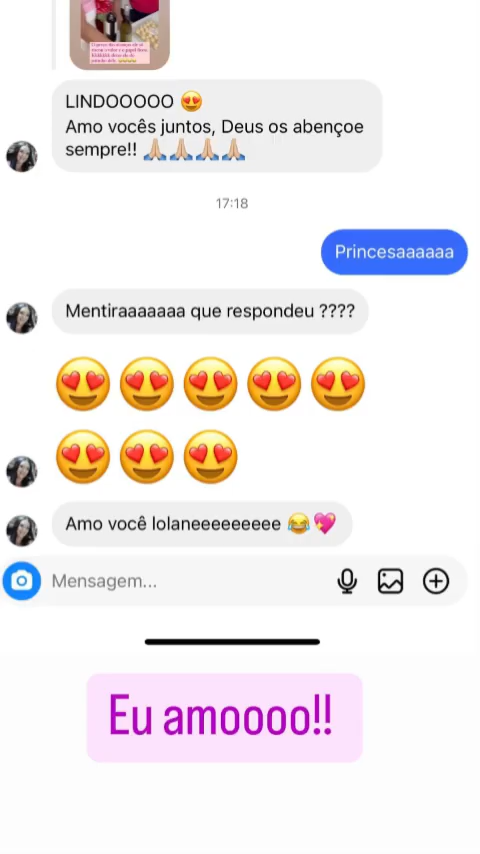 LINDOOOOO 😍
Amo vocês juntos, Deus os abençoe
sempre!! 🙏🏼🙏🏼🙏🏼🙏🏼
17:18
Princesaaaaaa
Mentiraaaaaaa que respondeu ????
😍😍😍😍😍
😍😍😍
Amo você lolaneeeeeeeee 😂💖
Mensagem...
Eu amoooo!!